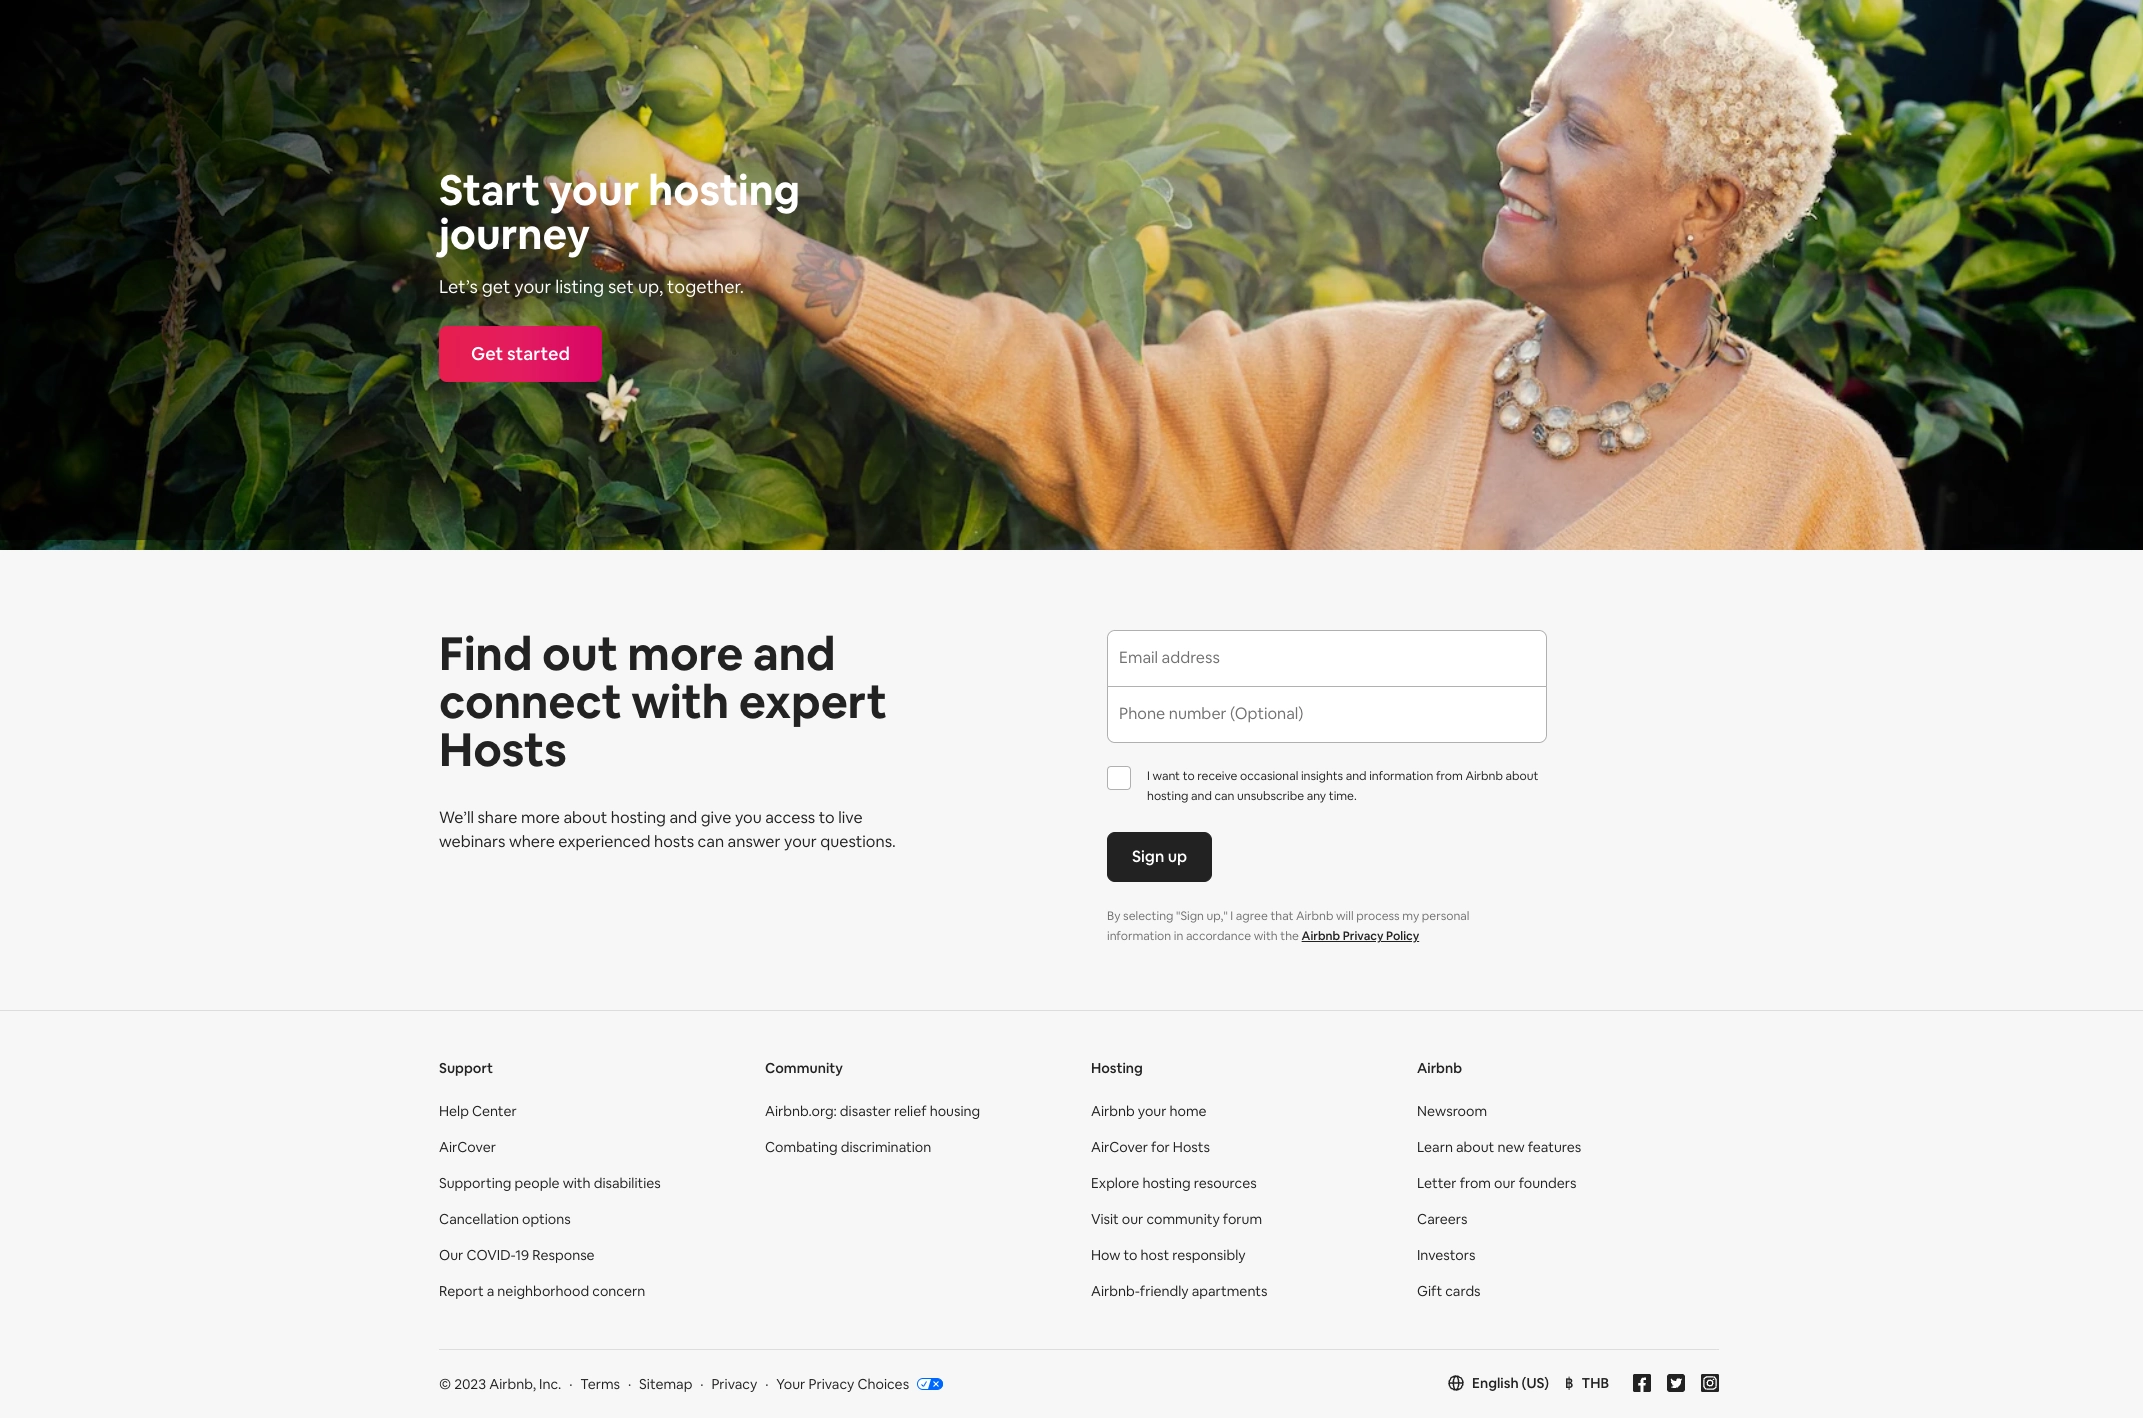 Start your hosting
journey
Let’s get your listing set up, together.
Get started
Find out more and
connect with expert
Hosts
We’ll share more about hosting and give you access to live
webinars where experienced hosts can answer your questions.
Email address
Phone number (Optional)
I want to receive occasional insights and information from Airbnb about
hosting and can unsubscribe any time.
Sign up
By selecting "Sign up," I agree that Airbnb will process my personal
information in accordance with the Airbnb Privacy Policy
Support
Help Center
AirCover
Supporting people with disabilities
Cancellation options
Our COVID-19 Response
Report a neighborhood concern
Community
Airbnb.org: disaster relief housing
Combating discrimination
Hosting
Airbnb your home
AirCover for Hosts
Explore hosting resources
Visit our community forum
How to host responsibly
Airbnb-friendly apartments
Airbnb
Newsroom
Learn about new features
Letter from our founders
Careers
Investors
Gift cards
© 2023 Airbnb, Inc. · Terms · Sitemap · Privacy · Your Privacy Choices
English (US) ฿ THB